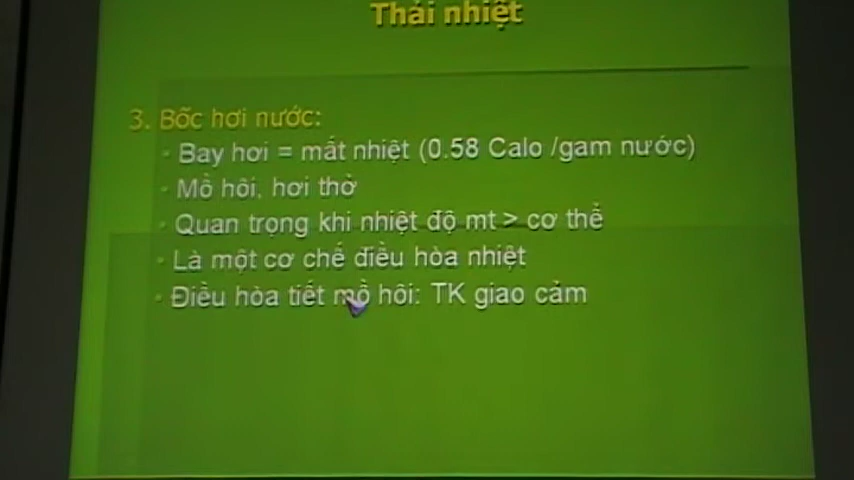 Thải nhiệt
3. Bốc hơi nước:
• Bay hơi = mất nhiệt (0.58 Calo /gam nước)
• Mồ hôi, hơi thở
• Quan trọng khi nhiệt độ mt > cơ thể
• Là một cơ chế điều hòa nhiệt
• Điều hòa tiết mồ hôi: TK giao cảm